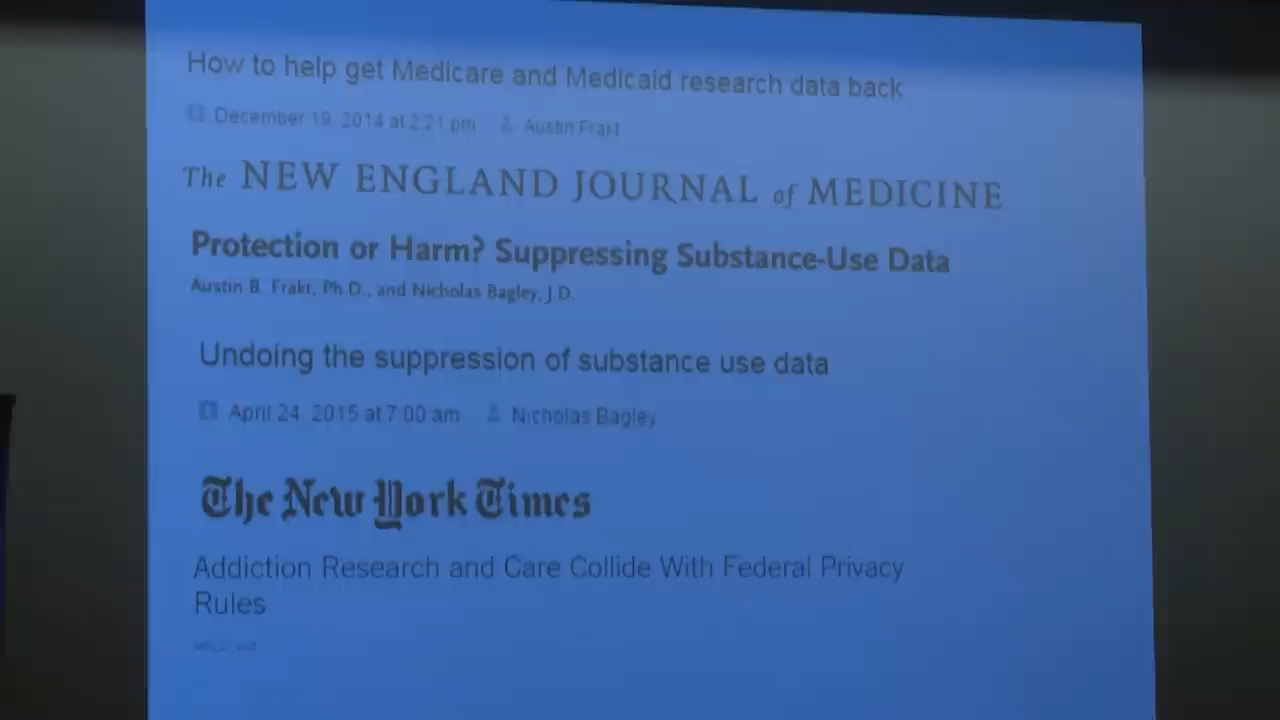 How to help get Medicare and Medicaid research data back
December 19, 2014 at 2:21 pm Austin Frakt
The NEW ENGLAND JOURNAL of MEDICINE
Protection or Harm? Suppressing Substance-Use Data
Austin B. Frakt, Ph.D., and Nicholas Bagley, J.D.
Undoing the suppression of substance use data
April 24, 2015 at 7:00 am Nicholas Bagley
The New York Times
Addiction Research and Care Collide With Federal Privacy
Rules